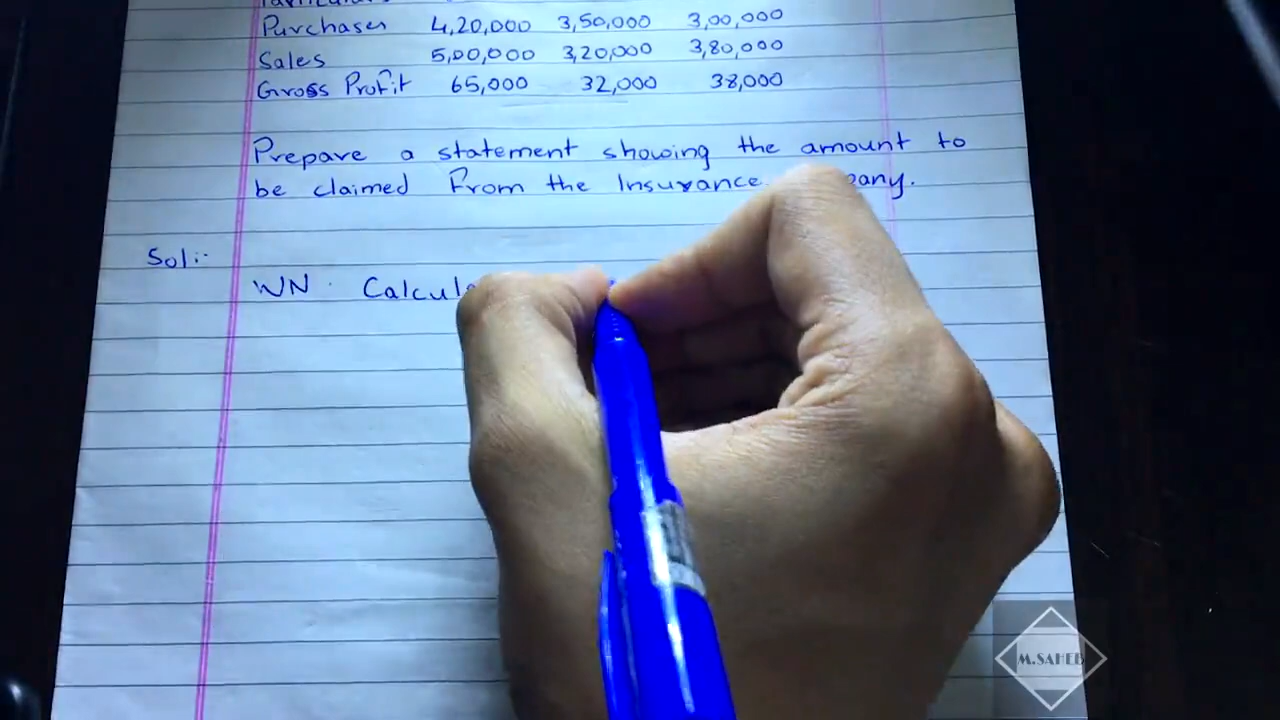 Purchases 4,20,000 3,50,000 3,00,000
Sales 5,00,000 3,20,000 3,80,000
Gross Profit 65,000 32,000 38,000
Prepare a statement showing the amount to
be claimed From the Insurance pany.
Sol:-
WN. Calcula
M.SAHEB